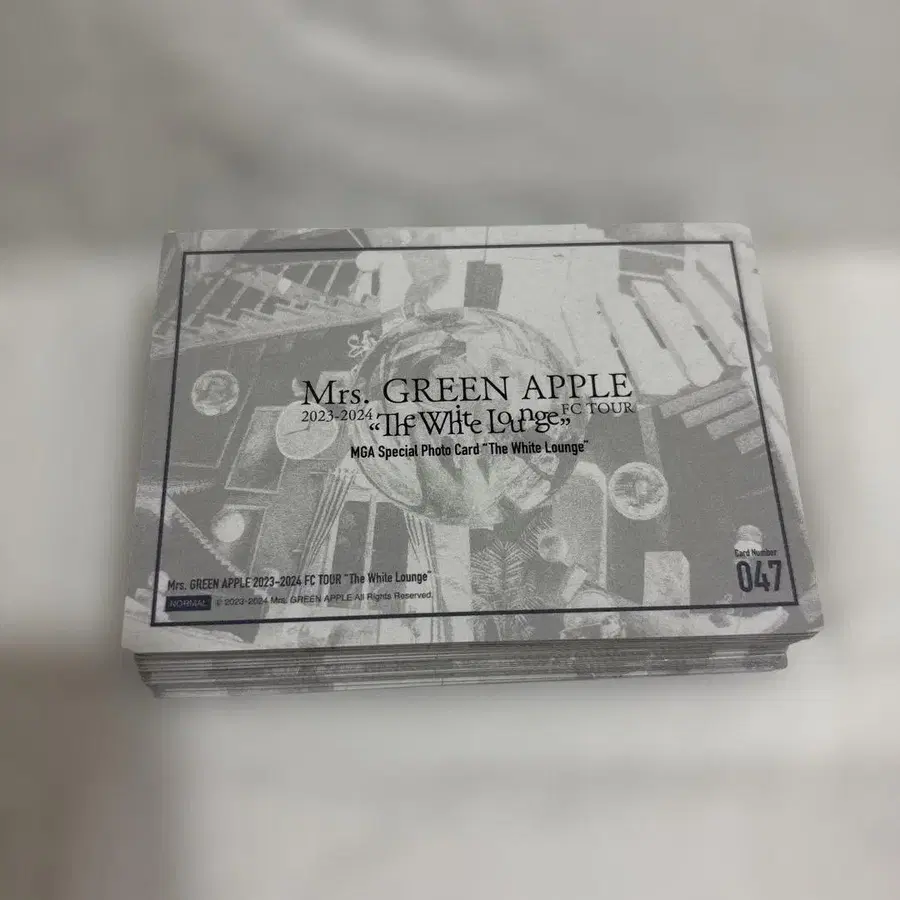 Mrs. GREEN APPLE
2023-2024 “The White Lounge” FC TOUR
MGA Special Photo Card “The White Lounge”
Card Number
047
Mrs. GREEN APPLE 2023-2024 FC TOUR “The White Lounge”
NORMAL © 2023-2024 Mrs. GREEN APPLE All Rights Reserved.